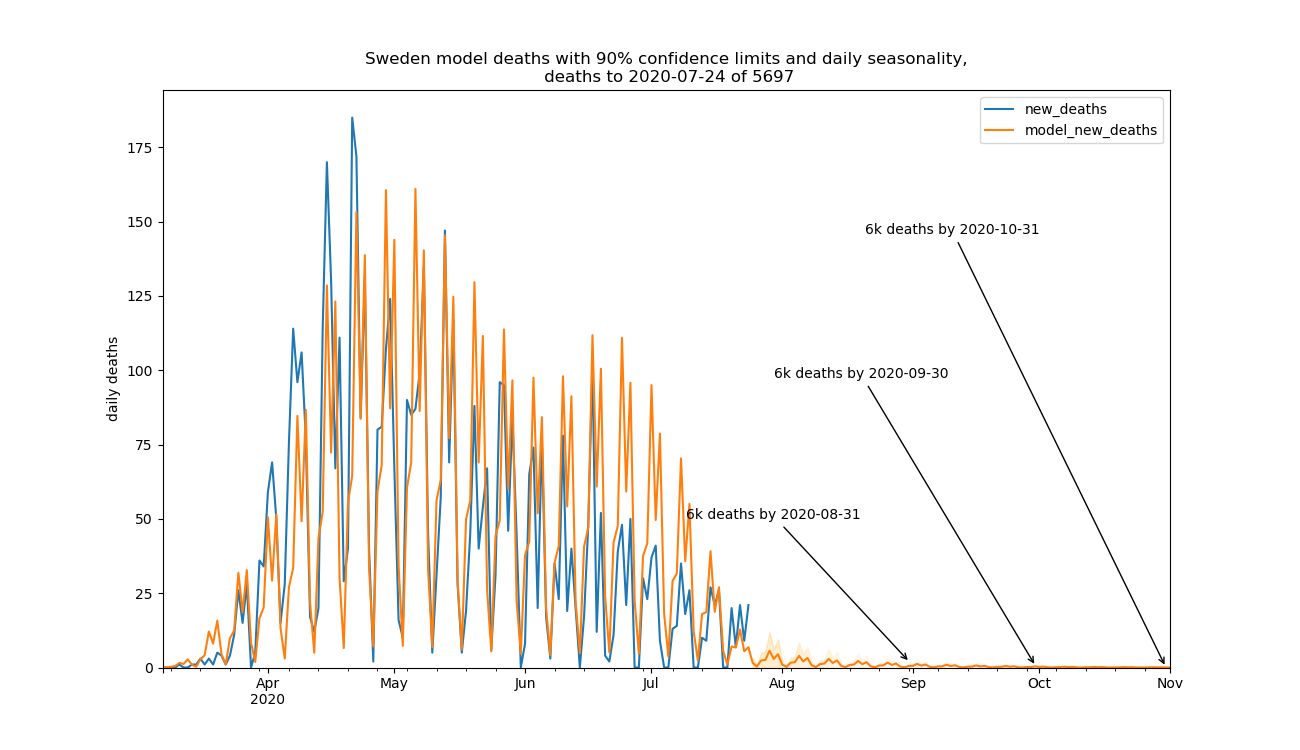 Sweden model deaths with 90% confidence limits and daily seasonality,
deaths to 2020-07-24 of 5697
new_deaths
model_new_deaths
175
150
125
100
75
50
25
0
daily deaths
6k deaths by 2020-10-31
6k deaths by 2020-09-30
6k deaths by 2020-08-31
Apr May Jun Jul Aug Sep Oct Nov
2020